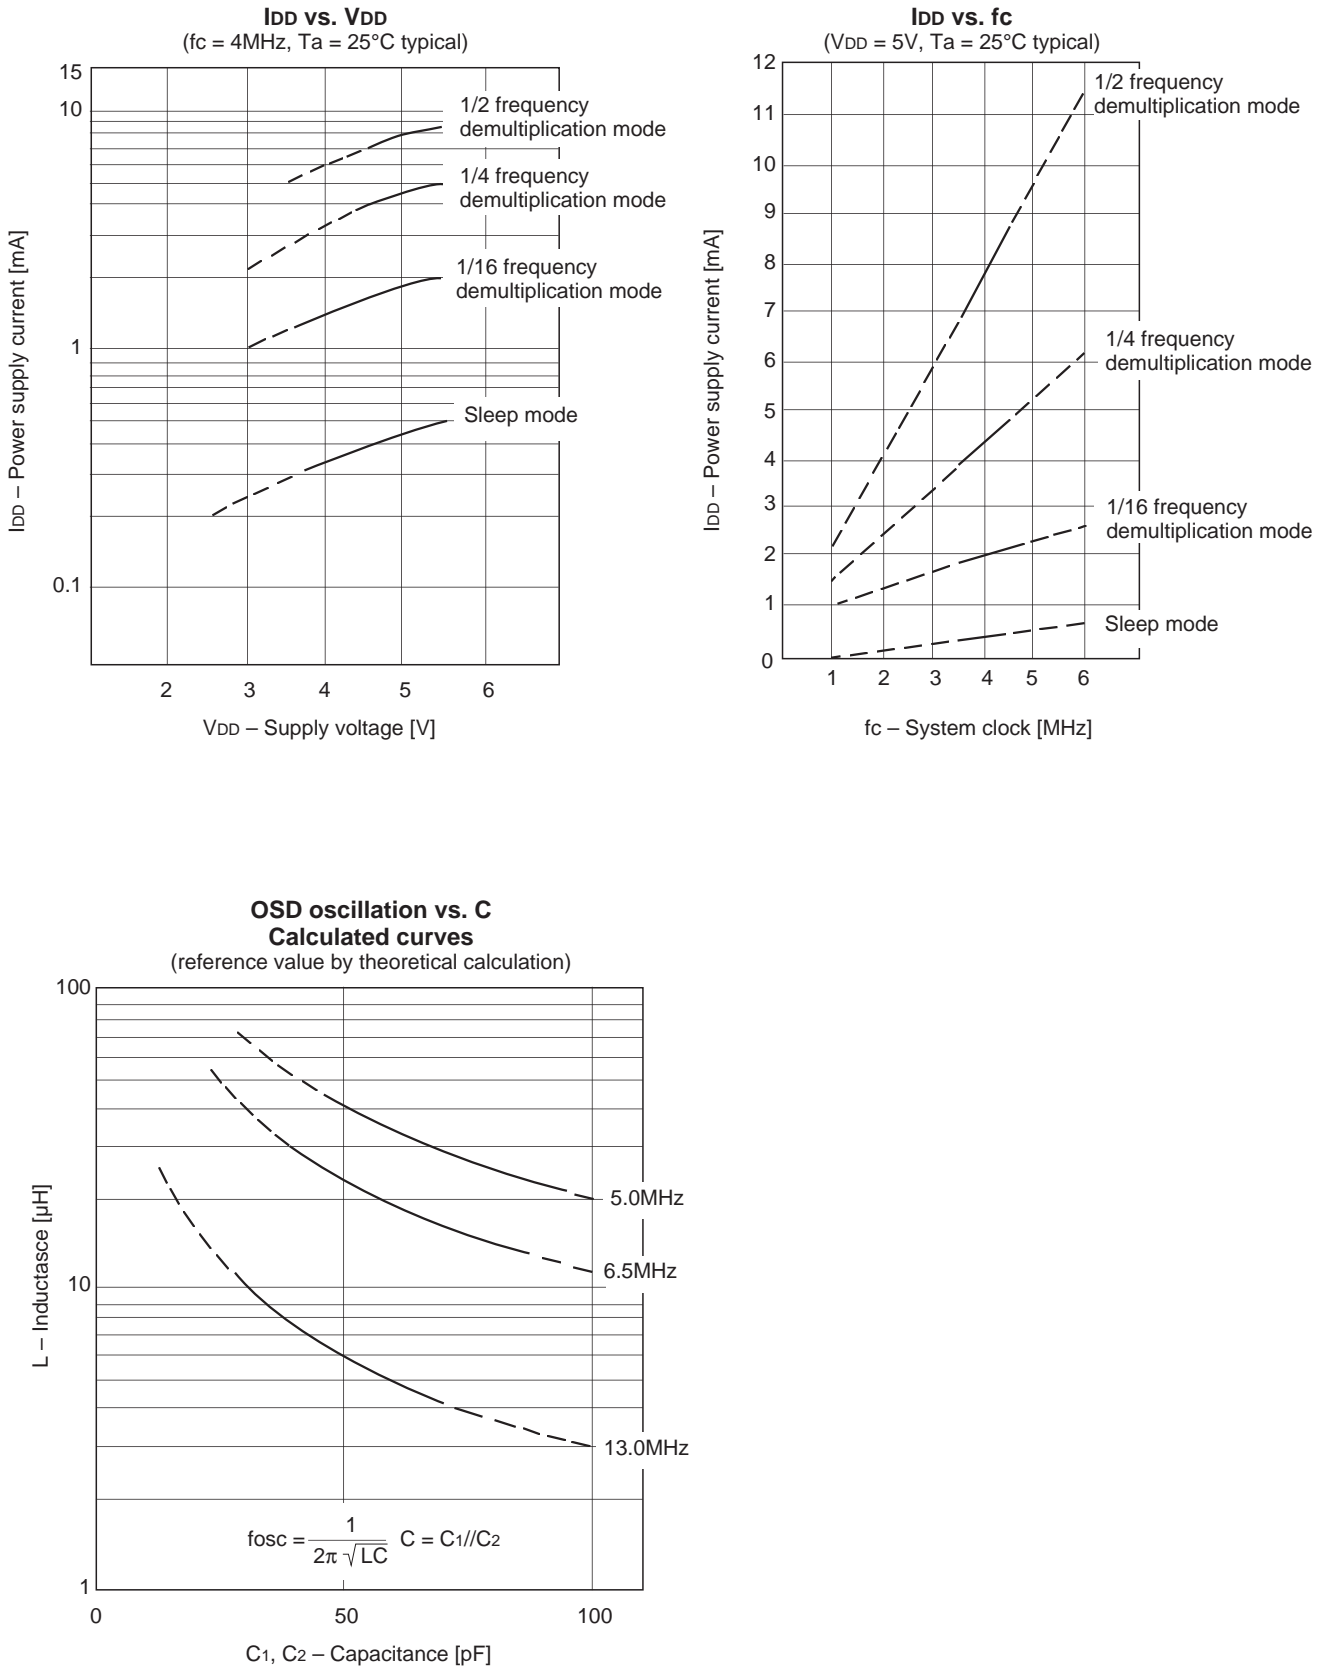 IDD vs. VDD
(fc = 4MHz, Ta = 25°C typical)
15
10
1
0.1
IDD – Power supply current [mA]
1/2 frequency
demultiplication mode
1/4 frequency
demultiplication mode
1/16 frequency
demultiplication mode
Sleep mode
2 3 4 5 6
VDD – Supply voltage [V]
IDD vs. fc
(VDD = 5V, Ta = 25°C typical)
12
11
10
9
8
7
6
5
4
3
2
1
0
IDD – Power supply current [mA]
1/2 frequency
demultiplication mode
1/4 frequency
demultiplication mode
1/16 frequency
demultiplication mode
Sleep mode
1 2 3 4 5 6
fc – System clock [MHz]
OSD oscillation vs. C
Calculated curves
(reference value by theoretical calculation)
100
10
1
L – Inductasce [µH]
5.0MHz
6.5MHz
13.0MHz
fosc = 1 / 2π √LC C = C1//C2
0 50 100
C1, C2 – Capacitance [pF]